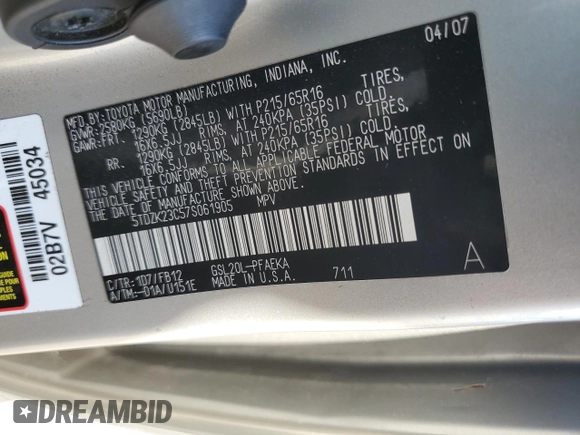 MFD.BY:TOYOTA MOTOR MANUFACTURING, INDIANA, INC. 04/07
GVWR:2580KG (5690LB)
GAWR:FRT. 1290KG (2845LB) WITH P215/65R16 TIRES,
16X6.5JJ RIMS, AT 240KPA (35PSI) COLD.
RR. 1290KG (2845LB) WITH P215/65R16 TIRES,
16X6.5JJ RIMS, AT 240KPA (35PSI) COLD.
THIS VEHICLE CONFORMS TO ALL APPLICABLE FEDERAL MOTOR
VEHICLE SAFETY AND THEFT PREVENTION STANDARDS IN EFFECT
ON THE DATE OF MANUFACTURE SHOWN ABOVE.
5TDZK23C57S061905 MPV
C/TR: 1D7/FB12 GSL20L-PFAEKA
A/TM:-01A/U151E MADE IN U.S.A. 711 A
02B7V 45034
DREAMBID